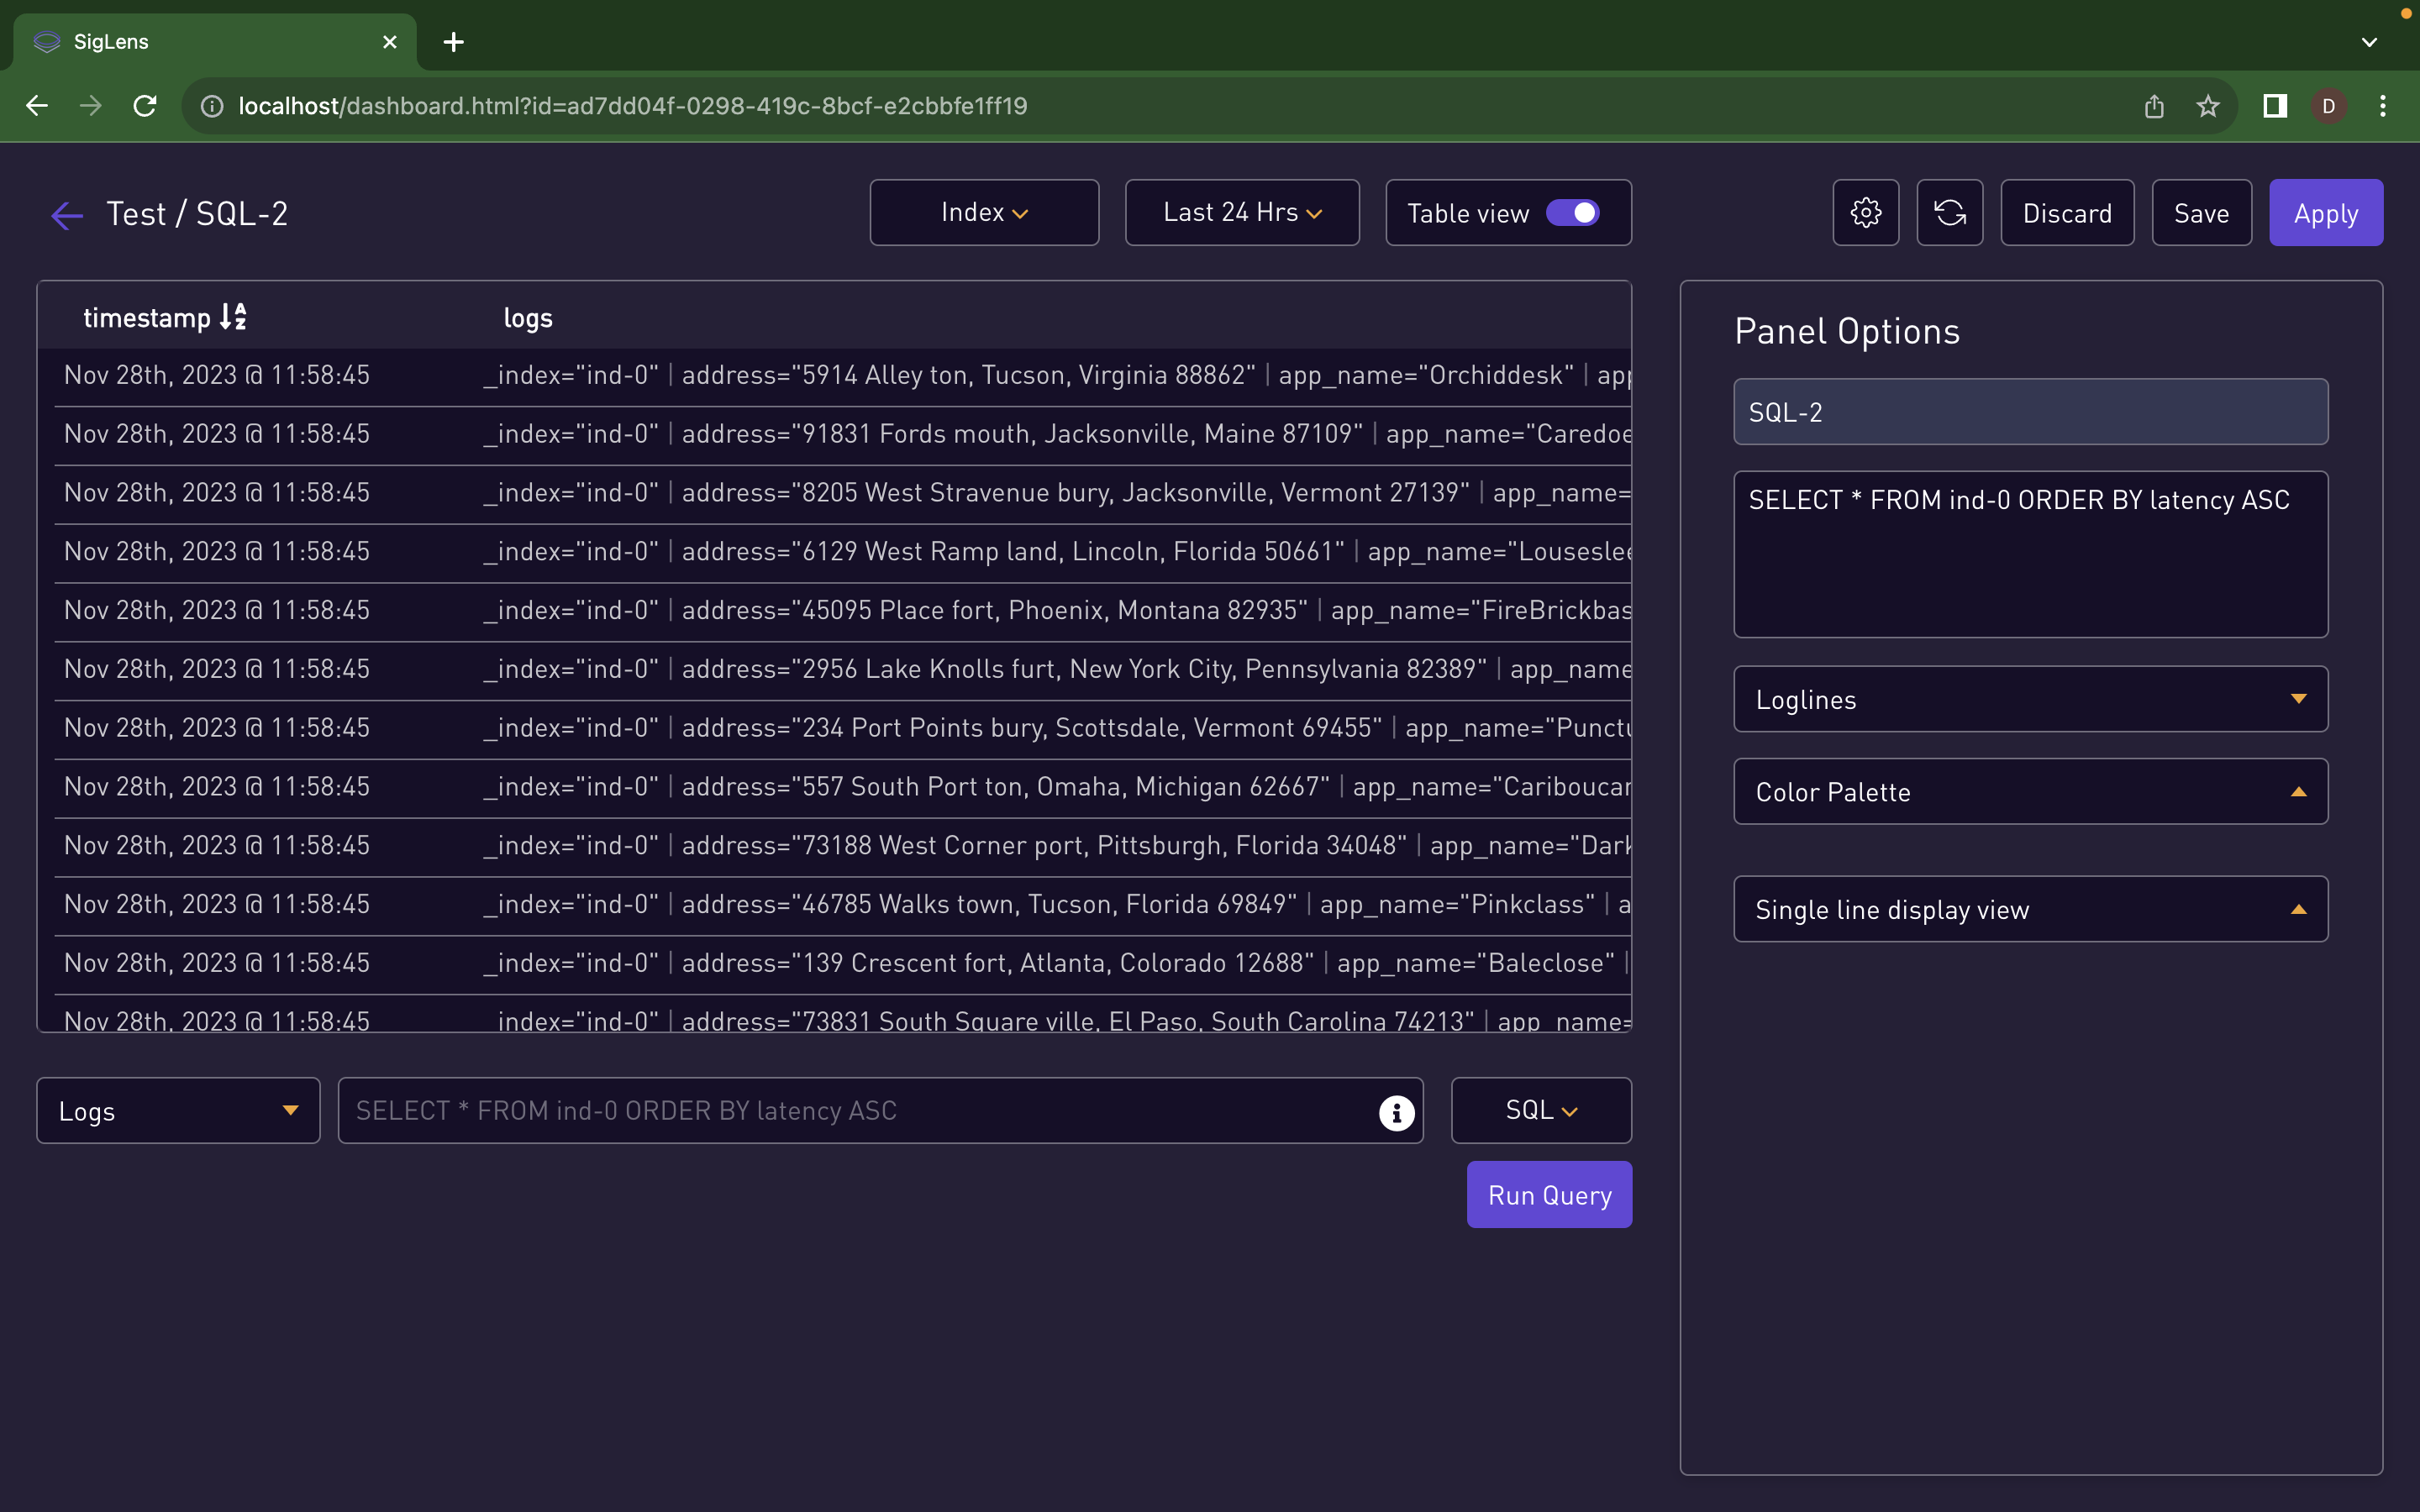 SigLens
localhost/dashboard.html?id=ad7dd04f-0298-419c-8bcf-e2cbbfe1ff19
D
Test / SQL-2
Index
Last 24 Hrs
Table view
Discard
Save
Apply
timestamp
logs
Nov 28th, 2023 @ 11:58:45 _index="ind-0" | address="5914 Alley ton, Tucson, Virginia 88862" | app_name="Orchiddesk" | app
Nov 28th, 2023 @ 11:58:45 _index="ind-0" | address="91831 Fords mouth, Jacksonville, Maine 87109" | app_name="Caredoe
Nov 28th, 2023 @ 11:58:45 _index="ind-0" | address="8205 West Stravenue bury, Jacksonville, Vermont 27139" | app_name=
Nov 28th, 2023 @ 11:58:45 _index="ind-0" | address="6129 West Ramp land, Lincoln, Florida 50661" | app_name="Louseslee
Nov 28th, 2023 @ 11:58:45 _index="ind-0" | address="45095 Place fort, Phoenix, Montana 82935" | app_name="FireBrickbas
Nov 28th, 2023 @ 11:58:45 _index="ind-0" | address="2956 Lake Knolls furt, New York City, Pennsylvania 82389" | app_name
Nov 28th, 2023 @ 11:58:45 _index="ind-0" | address="234 Port Points bury, Scottsdale, Vermont 69455" | app_name="Punctu
Nov 28th, 2023 @ 11:58:45 _index="ind-0" | address="557 South Port ton, Omaha, Michigan 62667" | app_name="Cariboucar
Nov 28th, 2023 @ 11:58:45 _index="ind-0" | address="73188 West Corner port, Pittsburgh, Florida 34048" | app_name="Dark
Nov 28th, 2023 @ 11:58:45 _index="ind-0" | address="46785 Walks town, Tucson, Florida 69849" | app_name="Pinkclass" | a
Nov 28th, 2023 @ 11:58:45 _index="ind-0" | address="139 Crescent fort, Atlanta, Colorado 12688" | app_name="Baleclose" |
Nov 28th, 2023 @ 11:58:45 _index="ind-0" | address="73831 South Square ville, El Paso, South Carolina 74213" | app_name=
Logs
SELECT * FROM ind-0 ORDER BY latency ASC
SQL
Run Query
Panel Options
SQL-2
SELECT * FROM ind-0 ORDER BY latency ASC
Loglines
Color Palette
Single line display view